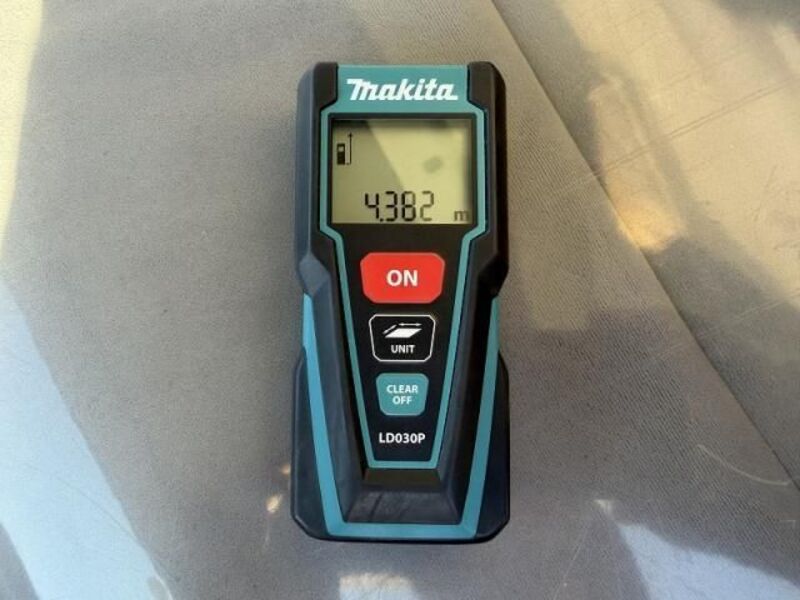 Makita
4.382 m
ON
UNIT
CLEAR
OFF
LD030P